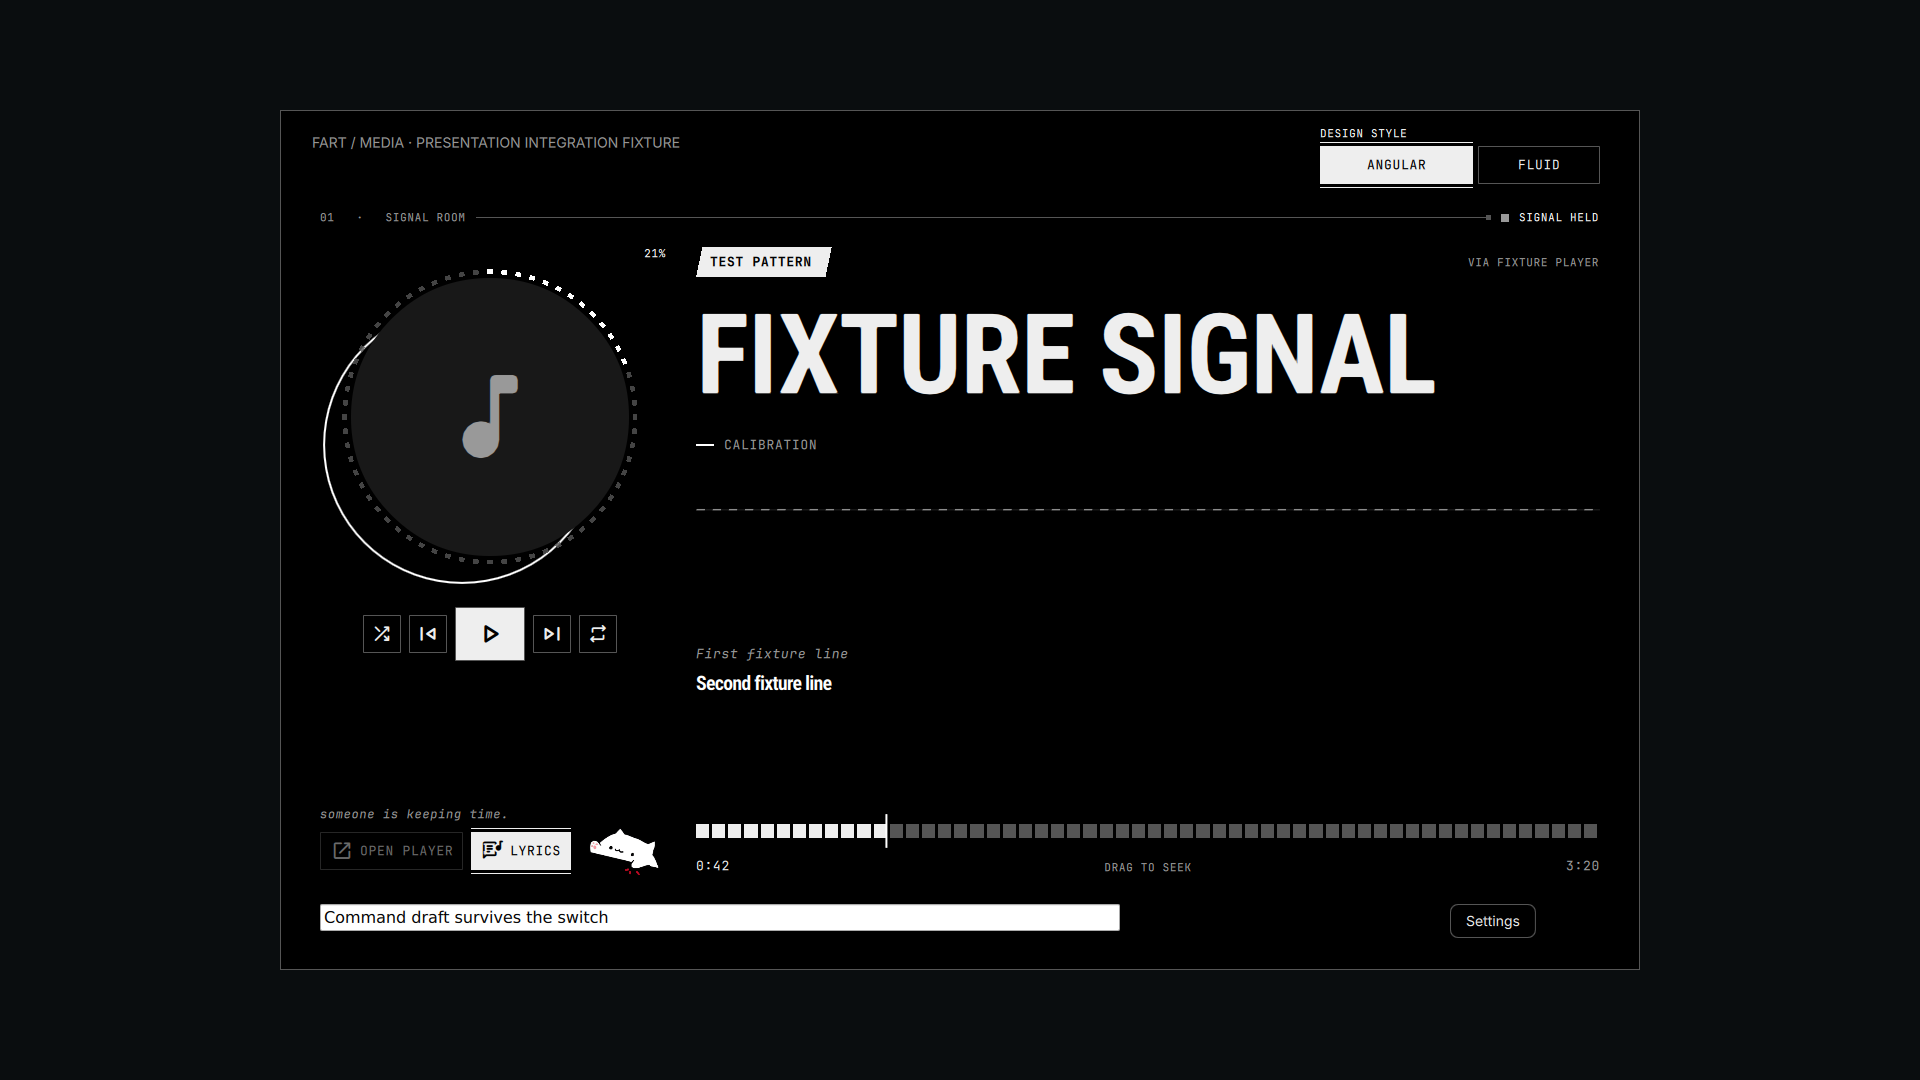 FART / MEDIA · PRESENTATION INTEGRATION FIXTURE
DESIGN STYLE
ANGULAR
FLUID
01 · SIGNAL ROOM
SIGNAL HELD
21%
TEST PATTERN
VIA FIXTURE PLAYER
FIXTURE SIGNAL
CALIBRATION
First fixture line
Second fixture line
someone is keeping time.
OPEN PLAYER
LYRICS
0:42
DRAG TO SEEK
3:20
Command draft survives the switch
Settings